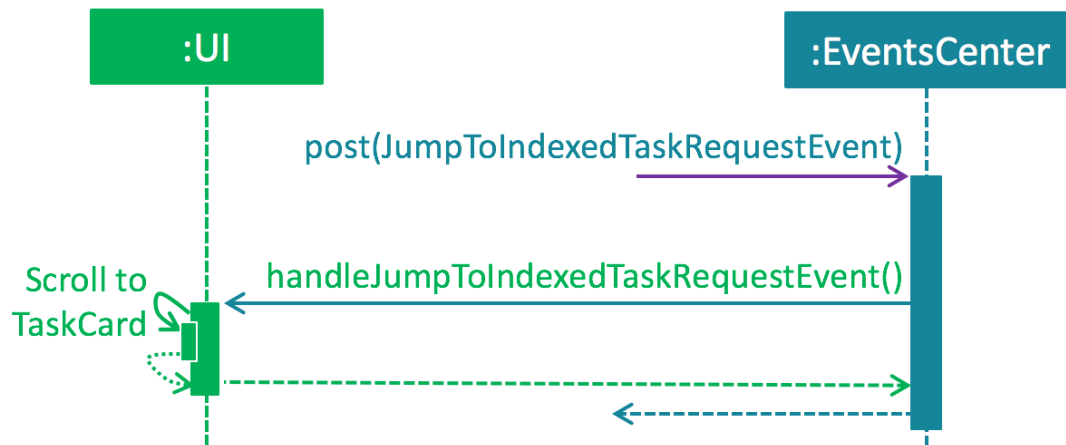 :UI
:EventsCenter
post(JumpToIndexedTaskRequestEvent)
handleJumpToIndexedTaskRequestEvent()
Scroll to
TaskCard